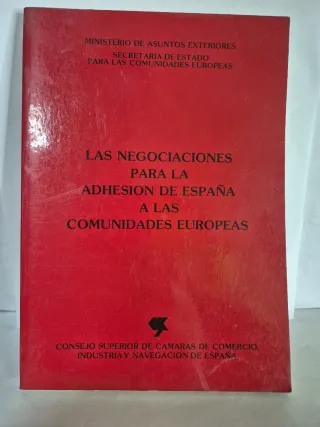 MINISTERIO DE ASUNTOS EXTERIORES
SECRETARIA DE ESTADO
PARA LAS COMUNIDADES EUROPEAS
LAS NEGOCIACIONES
PARA LA
ADHESION DE ESPAÑA
A LAS
COMUNIDADES EUROPEAS
CONSEJO SUPERIOR DE CAMARAS DE COMERCIO,
INDUSTRIA Y NAVEGACION DE ESPAÑA